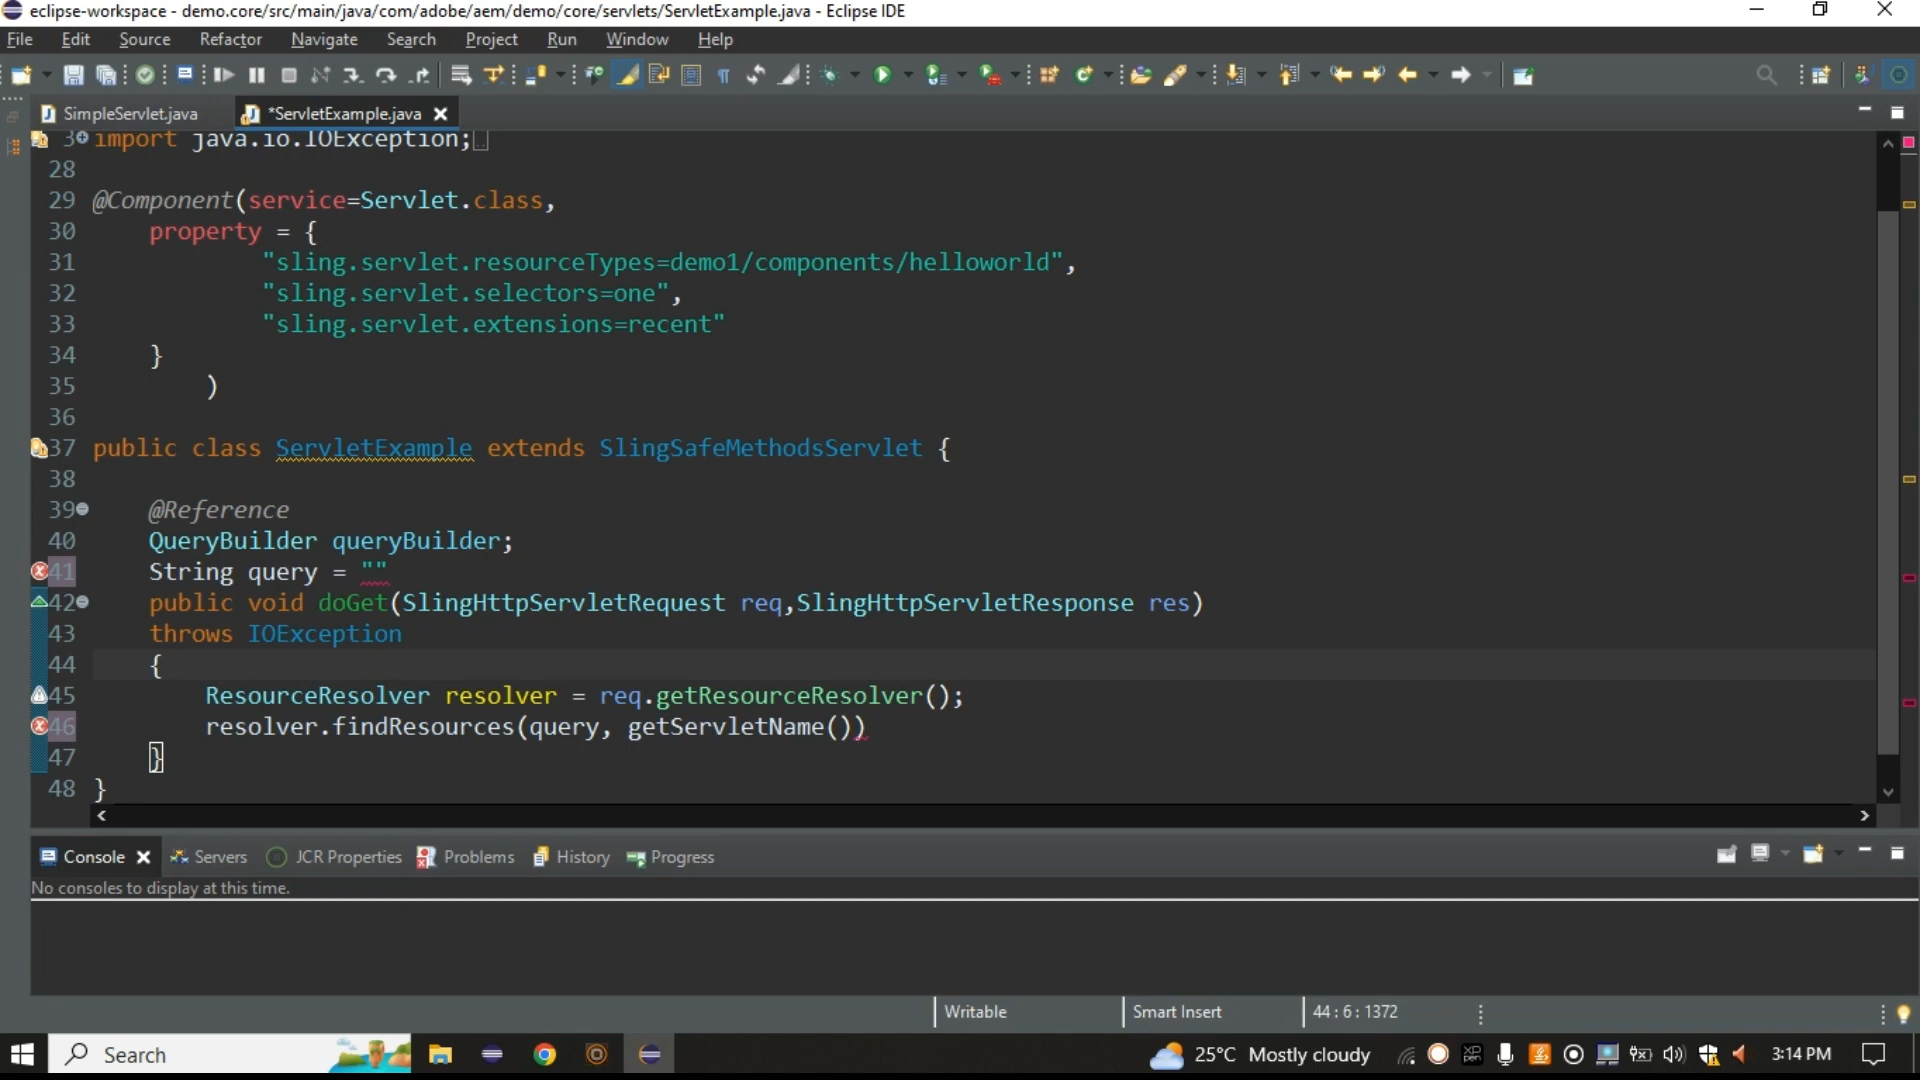 eclipse-workspace - demo.core/src/main/java/com/adobe/aem/demo/core/servlets/ServletExample.java - Eclipse IDE
File Edit Source Refactor Navigate Search Project Run Window Help
SimpleServlet.java *ServletExample.java
3 import java.io.IOException;
28
29 @Component(service=Servlet.class,
30 property = {
31 "sling.servlet.resourceTypes=demo1/components/helloworld",
32 "sling.servlet.selectors=one",
33 "sling.servlet.extensions=recent"
34 }
35 )
36
37 public class ServletExample extends SlingSafeMethodsServlet {
38
39 @Reference
40 QueryBuilder queryBuilder;
41 String query = ""
42 public void doGet(SlingHttpServletRequest req,SlingHttpServletResponse res)
43 throws IOException
44 {
45 ResourceResolver resolver = req.getResourceResolver();
46 resolver.findResources(query, getServletName())
47 }
48 }
Console Servers JCR Properties Problems History Progress
No consoles to display at this time.
Writable Smart Insert 44 : 6 : 1372
Search 25°C Mostly cloudy 3:14 PM